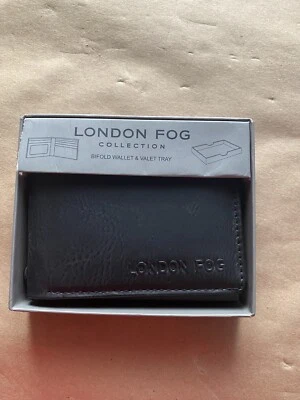 LONDON FOG
COLLECTION
BIFOLD WALLET & VALET TRAY
LONDON FOG